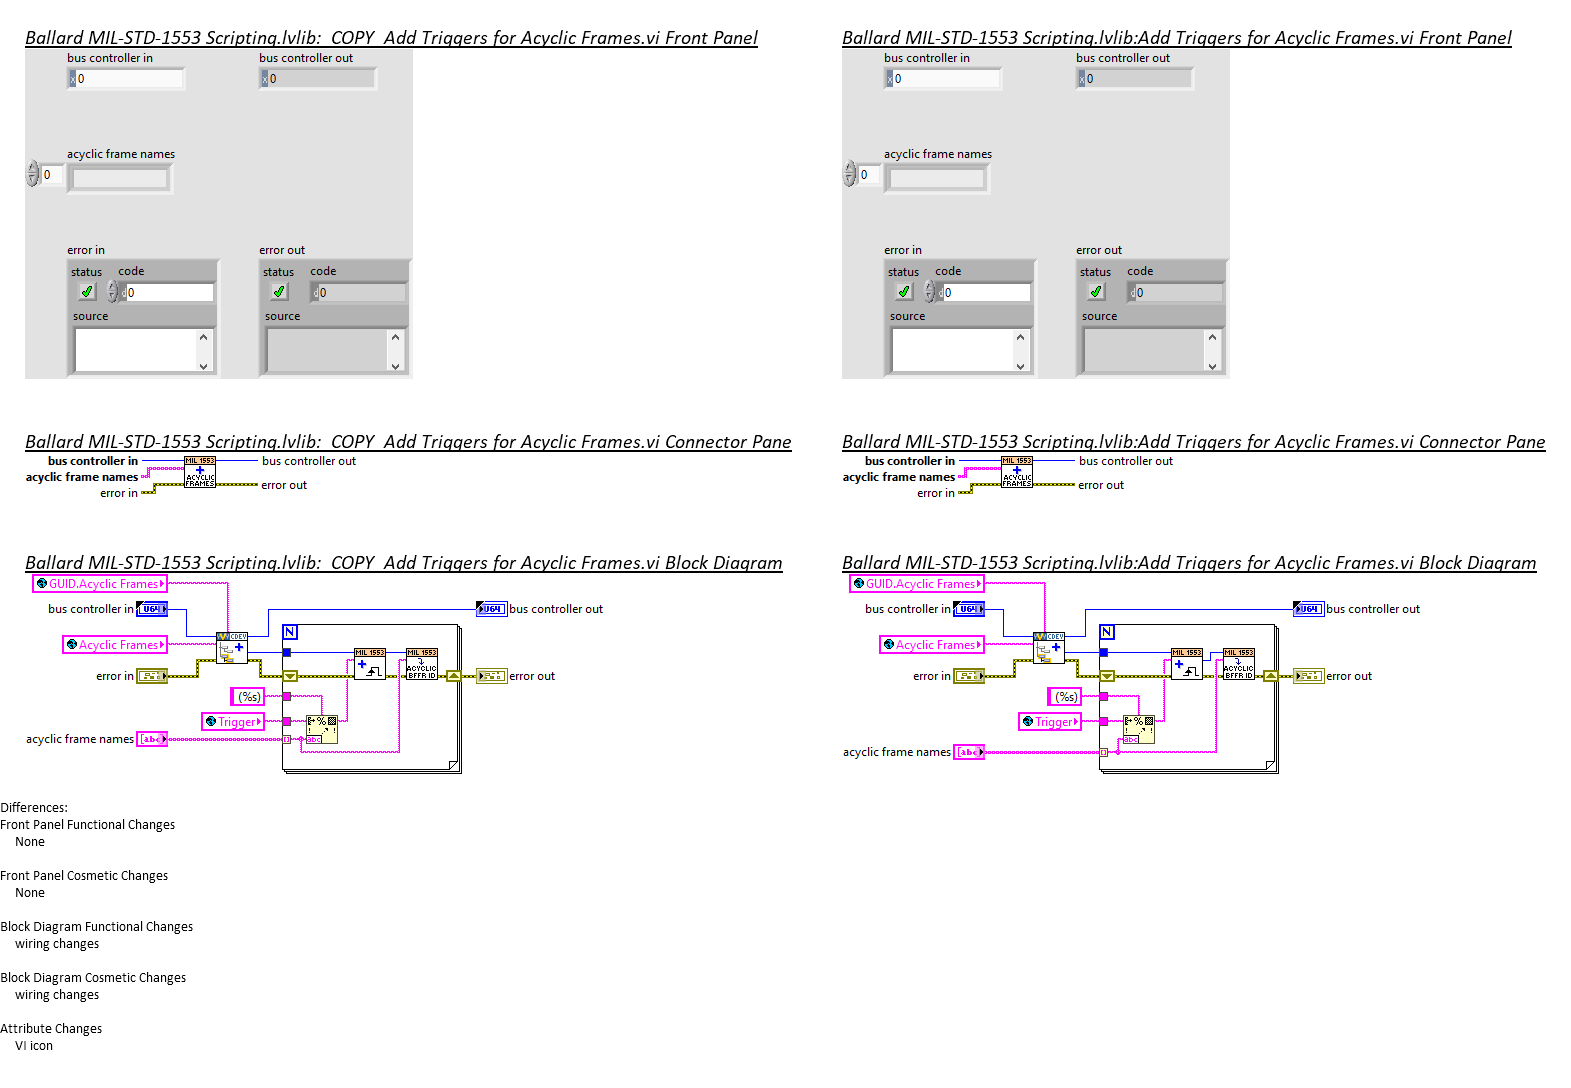 Ballard MIL-STD-1553 Scripting.lvlib:  COPY  Add Triggers for Acyclic Frames.vi Front Panel
bus controller in
bus controller out
x 0
x 0
acyclic frame names
0
error in
error out
status
code
status
code
d 0
d 0
source
source
Ballard MIL-STD-1553 Scripting.lvlib:  COPY  Add Triggers for Acyclic Frames.vi Connector Pane
bus controller in
MIL 1553
bus controller out
acyclic frame names
ACYCLIC
FRAMES
error in
error out
Ballard MIL-STD-1553 Scripting.lvlib:  COPY  Add Triggers for Acyclic Frames.vi Block Diagram
GUID.Acyclic Frames
bus controller in
U64
U64
bus controller out
N
CDEV
Acyclic Frames
MIL 1553
MIL 1553
ACYCLIC
BFFR ID
error in
error out
(%s)
Trigger
%
abc
acyclic frame names
[abc]
Ballard MIL-STD-1553 Scripting.lvlib:Add Triggers for Acyclic Frames.vi Front Panel
bus controller in
bus controller out
x 0
x 0
acyclic frame names
0
error in
error out
status
code
status
code
d 0
d 0
source
source
Ballard MIL-STD-1553 Scripting.lvlib:Add Triggers for Acyclic Frames.vi Connector Pane
bus controller in
MIL 1553
bus controller out
acyclic frame names
ACYCLIC
FRAMES
error in
error out
Ballard MIL-STD-1553 Scripting.lvlib:Add Triggers for Acyclic Frames.vi Block Diagram
GUID.Acyclic Frames
bus controller in
U64
U64
bus controller out
N
CDEV
Acyclic Frames
MIL 1553
MIL 1553
ACYCLIC
BFFR ID
error in
error out
(%s)
Trigger
%
abc
acyclic frame names
[abc]
Differences:
Front Panel Functional Changes
None
Front Panel Cosmetic Changes
None
Block Diagram Functional Changes
wiring changes
Block Diagram Cosmetic Changes
wiring changes
Attribute Changes
VI icon